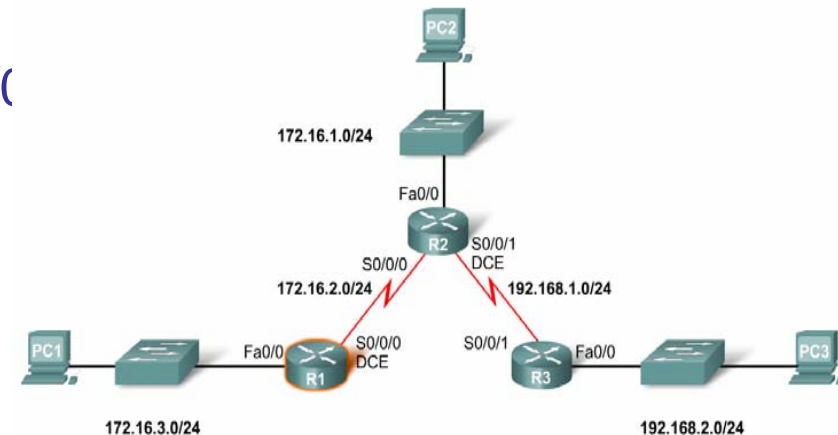 PC2
172.16.1.0/24
Fa0/0
R2
S0/0/1
DCE
S0/0/0
172.16.2.0/24
192.168.1.0/24
PC1
Fa0/0
S0/0/0
DCE
R1
S0/0/1
Fa0/0
R3
PC3
172.16.3.0/24
192.168.2.0/24